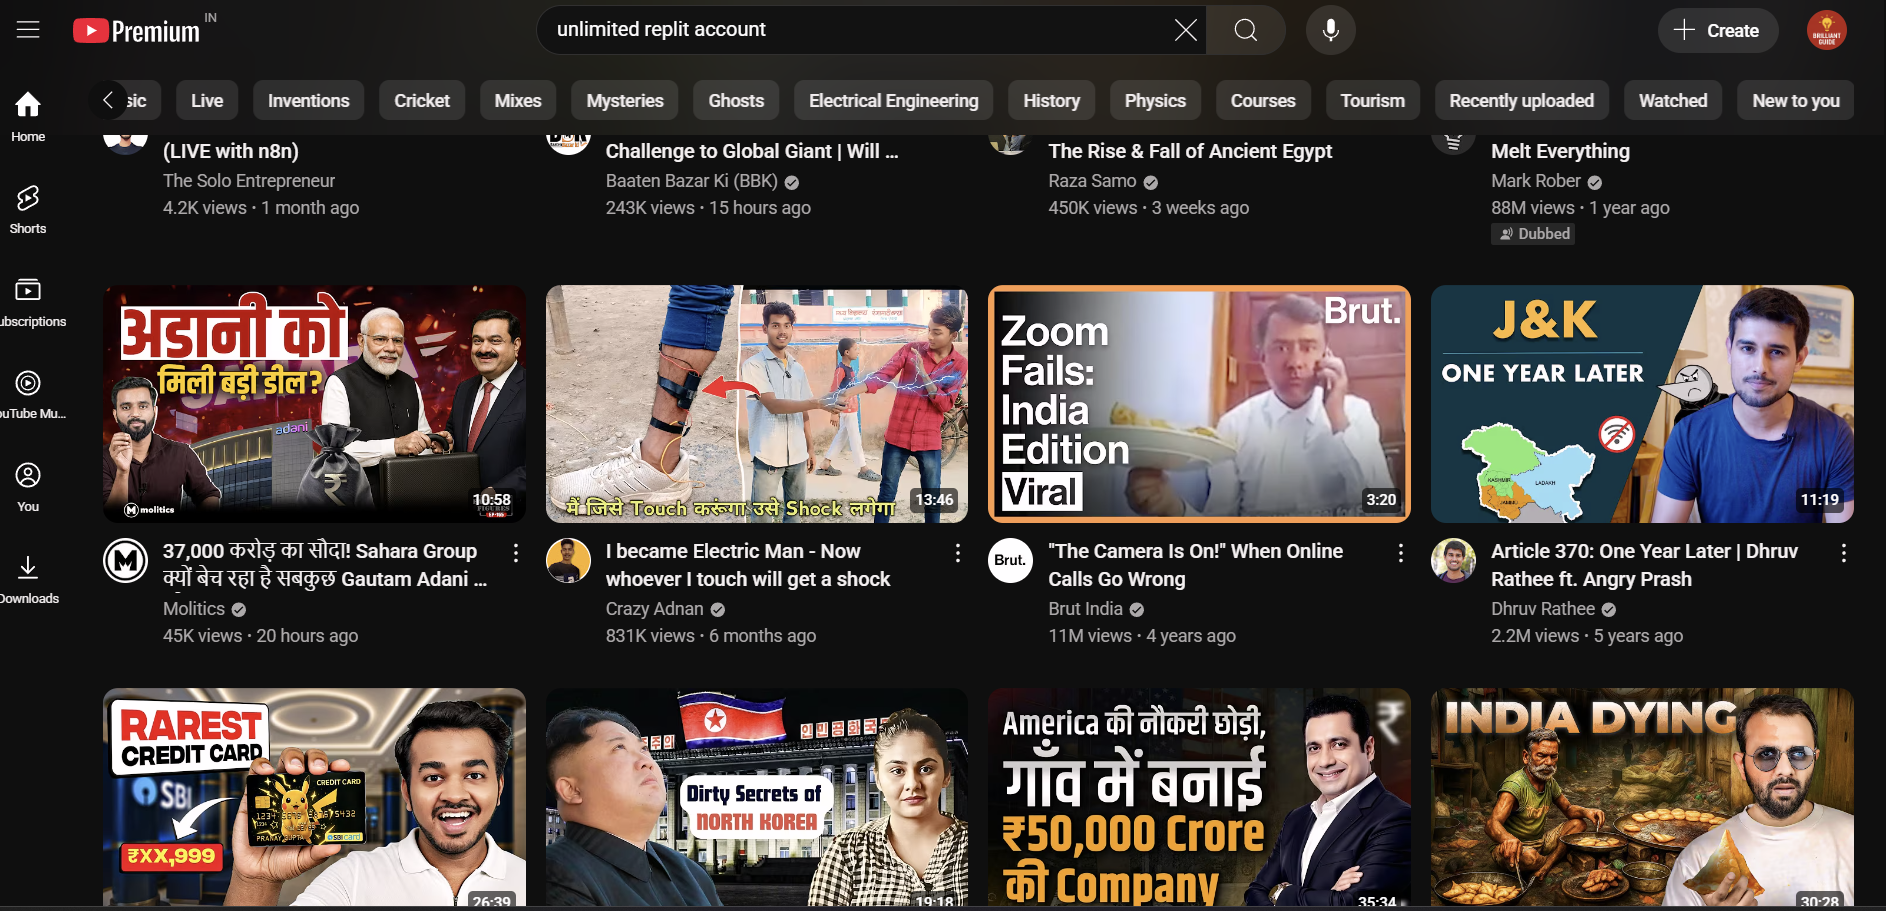 Premium IN
unlimited replit account
Create
BRILLIANT
GUIDE
sic
Live
Inventions
Cricket
Mixes
Mysteries
Ghosts
Electrical Engineering
History
Physics
Courses
Tourism
Recently uploaded
Watched
New to you
Home
Shorts
ubscriptions
ouTube Mu...
You
Downloads
(LIVE with n8n)
The Solo Entrepreneur
4.2K views • 1 month ago
Challenge to Global Giant | Will ...
Baaten Bazar Ki (BBK)
243K views • 15 hours ago
The Rise & Fall of Ancient Egypt
Raza Samo
450K views • 3 weeks ago
Melt Everything
Mark Rober
88M views • 1 year ago
Dubbed
अडानी को
मिली बड़ी डील?
adani
₹
molitics
10:58
37,000 करोड़ का सौदा! Sahara Group
क्यों बेच रहा है सबकुछ Gautam Adani ...
Molitics
45K views • 20 hours ago
मैं जिसे Touch करूंगा उसे Shock लगेगा
13:46
I became Electric Man - Now
whoever I touch will get a shock
Crazy Adnan
831K views • 6 months ago
Brut.
Zoom
Fails:
India
Edition
Viral
3:20
Brut.
"The Camera Is On!" When Online
Calls Go Wrong
Brut India
11M views • 4 years ago
J&K
ONE YEAR LATER
KASHMIR
LADAKH
JAMMU
11:19
Article 370: One Year Later | Dhruv
Rathee ft. Angry Prash
Dhruv Rathee
2.2M views • 5 years ago
RAREST
CREDIT CARD
SBI
CREDIT CARD
PRANAY GUPTA
SBI card
₹XX,999
26:39
Dirty Secrets of
NORTH KOREA
19:18
America की नौकरी छोड़ी,
गाँव में बनाई
₹50,000 Crore
की Company
₹
35:34
INDIA DYING
30:28